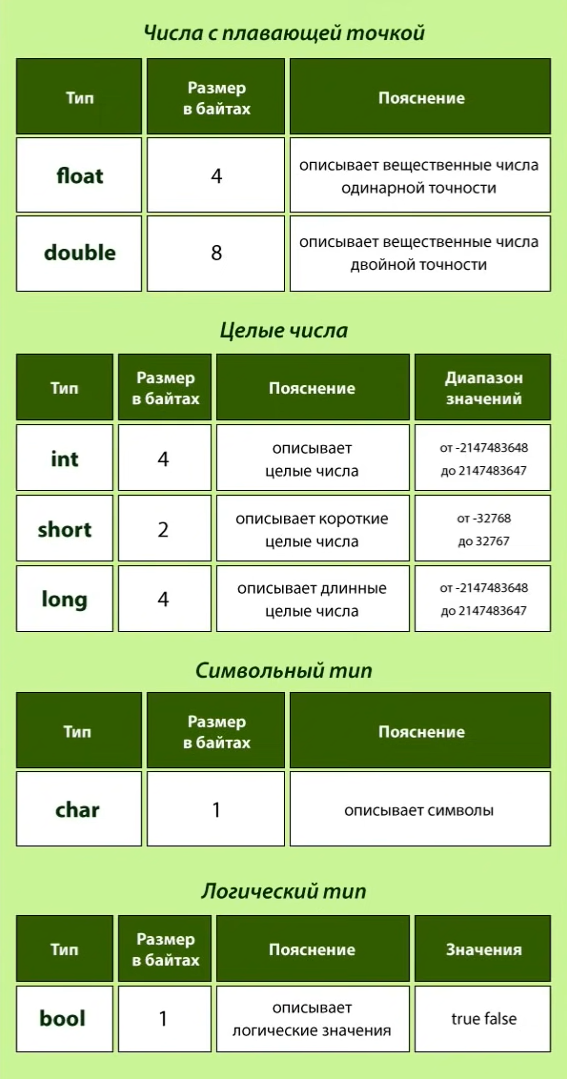 Числа с плавающей точкой
Тип
Размер
в байтах
Пояснение
float
4
описывает вещественные числа
одинарной точности
double
8
описывает вещественные числа
двойной точности
Целые числа
Тип
Размер
в байтах
Пояснение
Диапазон
значений
int
4
описывает
целые числа
от -2147483648
до 2147483647
short
2
описывает короткие
целые числа
от -32768
до 32767
long
4
описывает длинные
целые числа
от -2147483648
до 2147483647
Символьный тип
Тип
Размер
в байтах
Пояснение
char
1
описывает символы
Логический тип
Тип
Размер
в байтах
Пояснение
Значения
bool
1
описывает
логические значения
true false